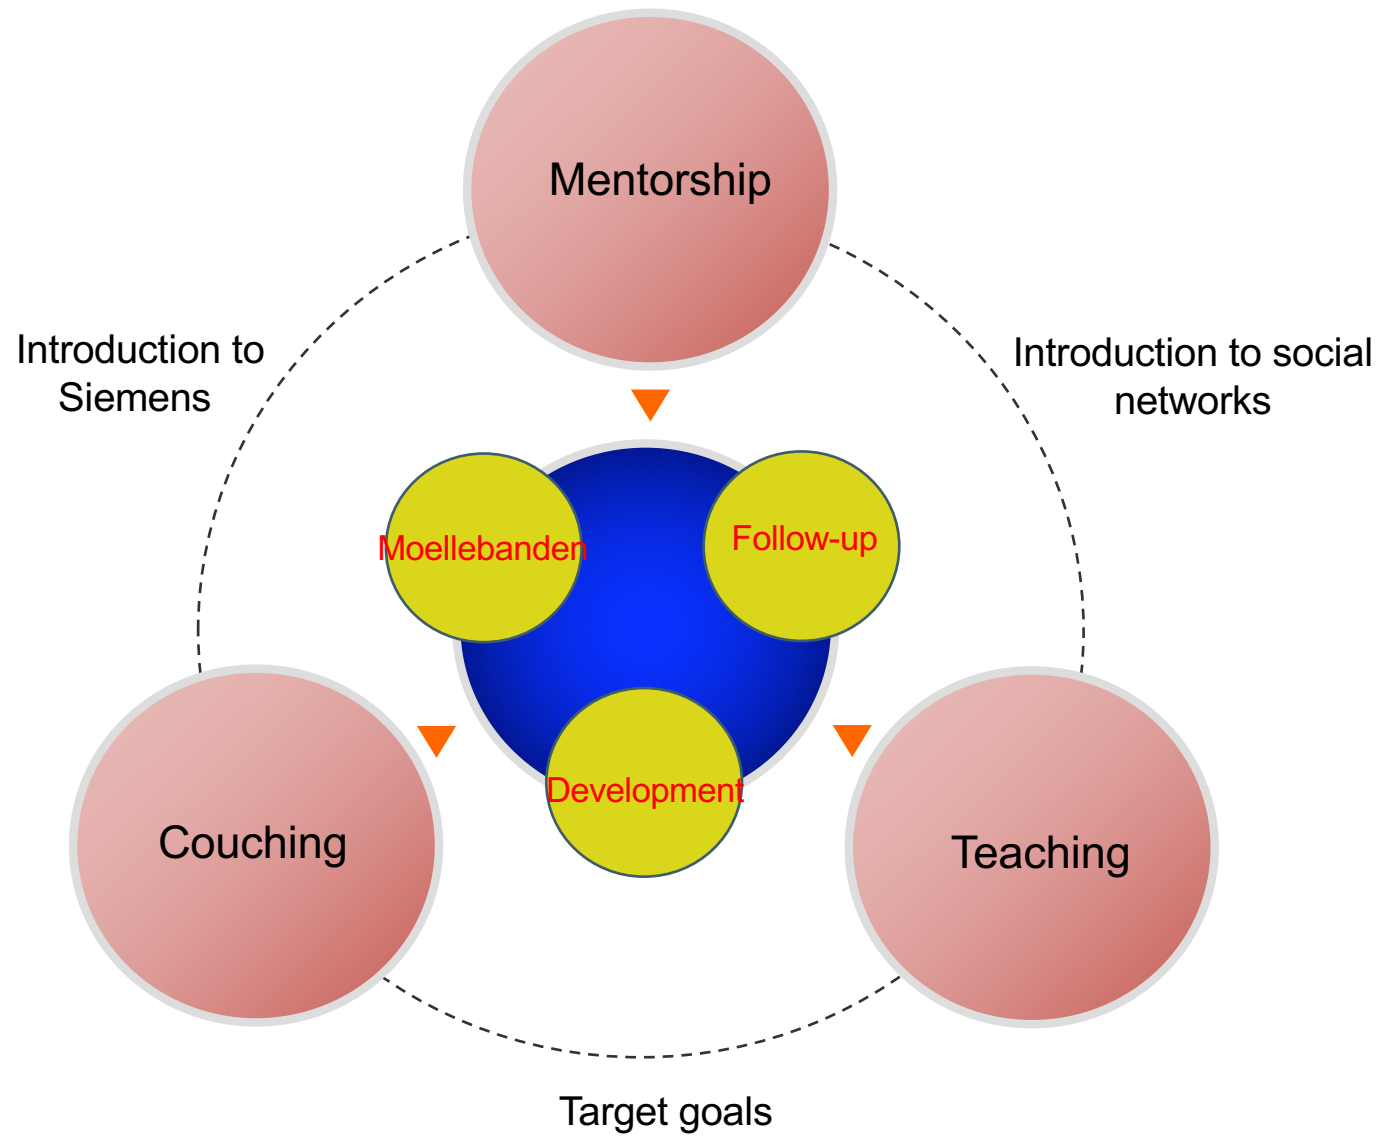 Mentorship
Introduction to
Siemens
Introduction to social
networks
Moellebanden
Follow-up
Development
Couching
Teaching
Target goals